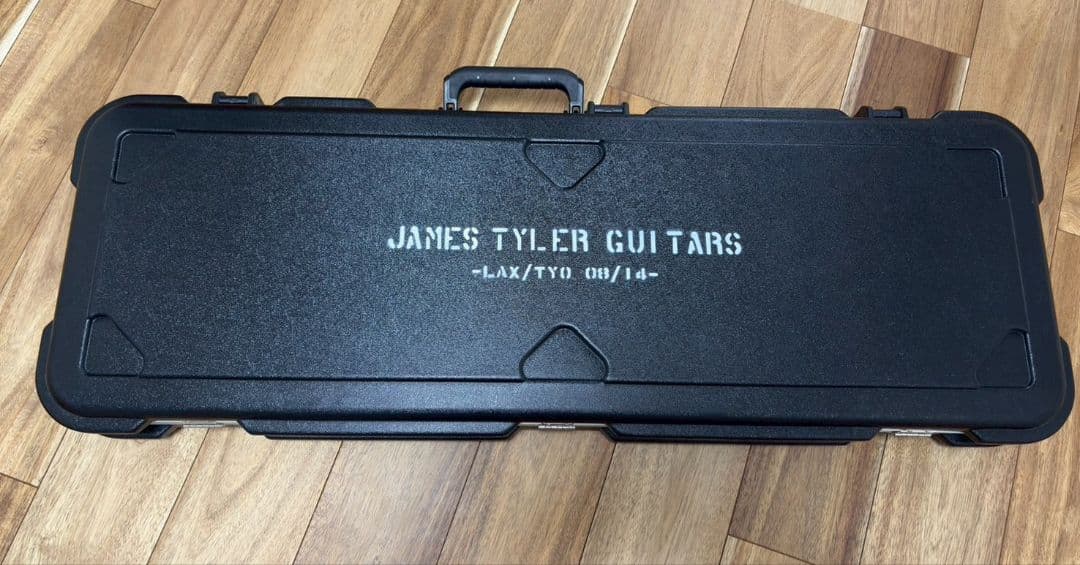 JAMES TYLER GUITARS
-LAX/TYO 08/14-